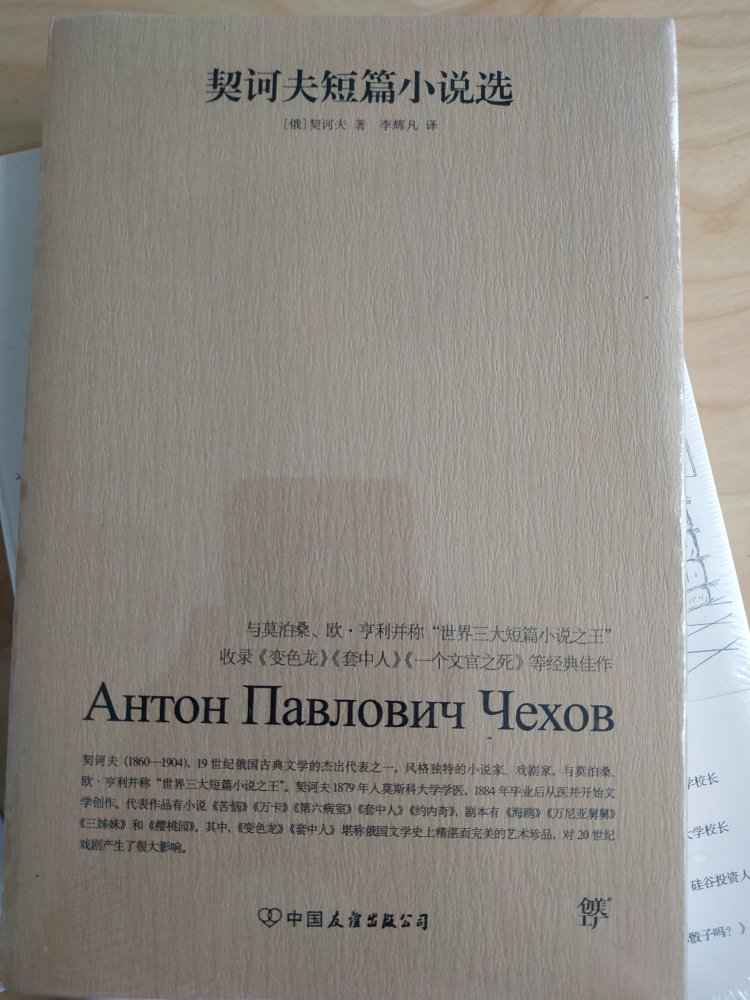 契诃夫短篇小说选
[俄]契诃夫 著 李辉凡 译
与莫泊桑、欧·亨利并称“世界三大短篇小说之王”
收录《变色龙》《套中人》《一个文官之死》等经典佳作
Антон Павлович Чехов
契诃夫 (1860—1904)、19 世纪俄国古典文学的杰出代表之一。风格独特的小说家、戏剧家，与莫泊桑、
欧·亨利并称“世界三大短篇小说之王”。契诃夫 1879 年入莫斯科大学学医，1884 年毕业后从医并开始文
学创作。代表作品有小说《苦恼》《万卡》《第六病室》《套中人》《约内奇》，剧本有《海鸥》《万尼亚舅舅》
《三姊妹》和《樱桃园》。其中，《变色龙》《套中人》堪称俄国文学史上精湛而完美的艺术珍品，对 20 世纪
戏剧产生了很大影响。
中国友谊出版公司
创美工厂
学校长
大学校长
硅谷投资人
骰子吗？》